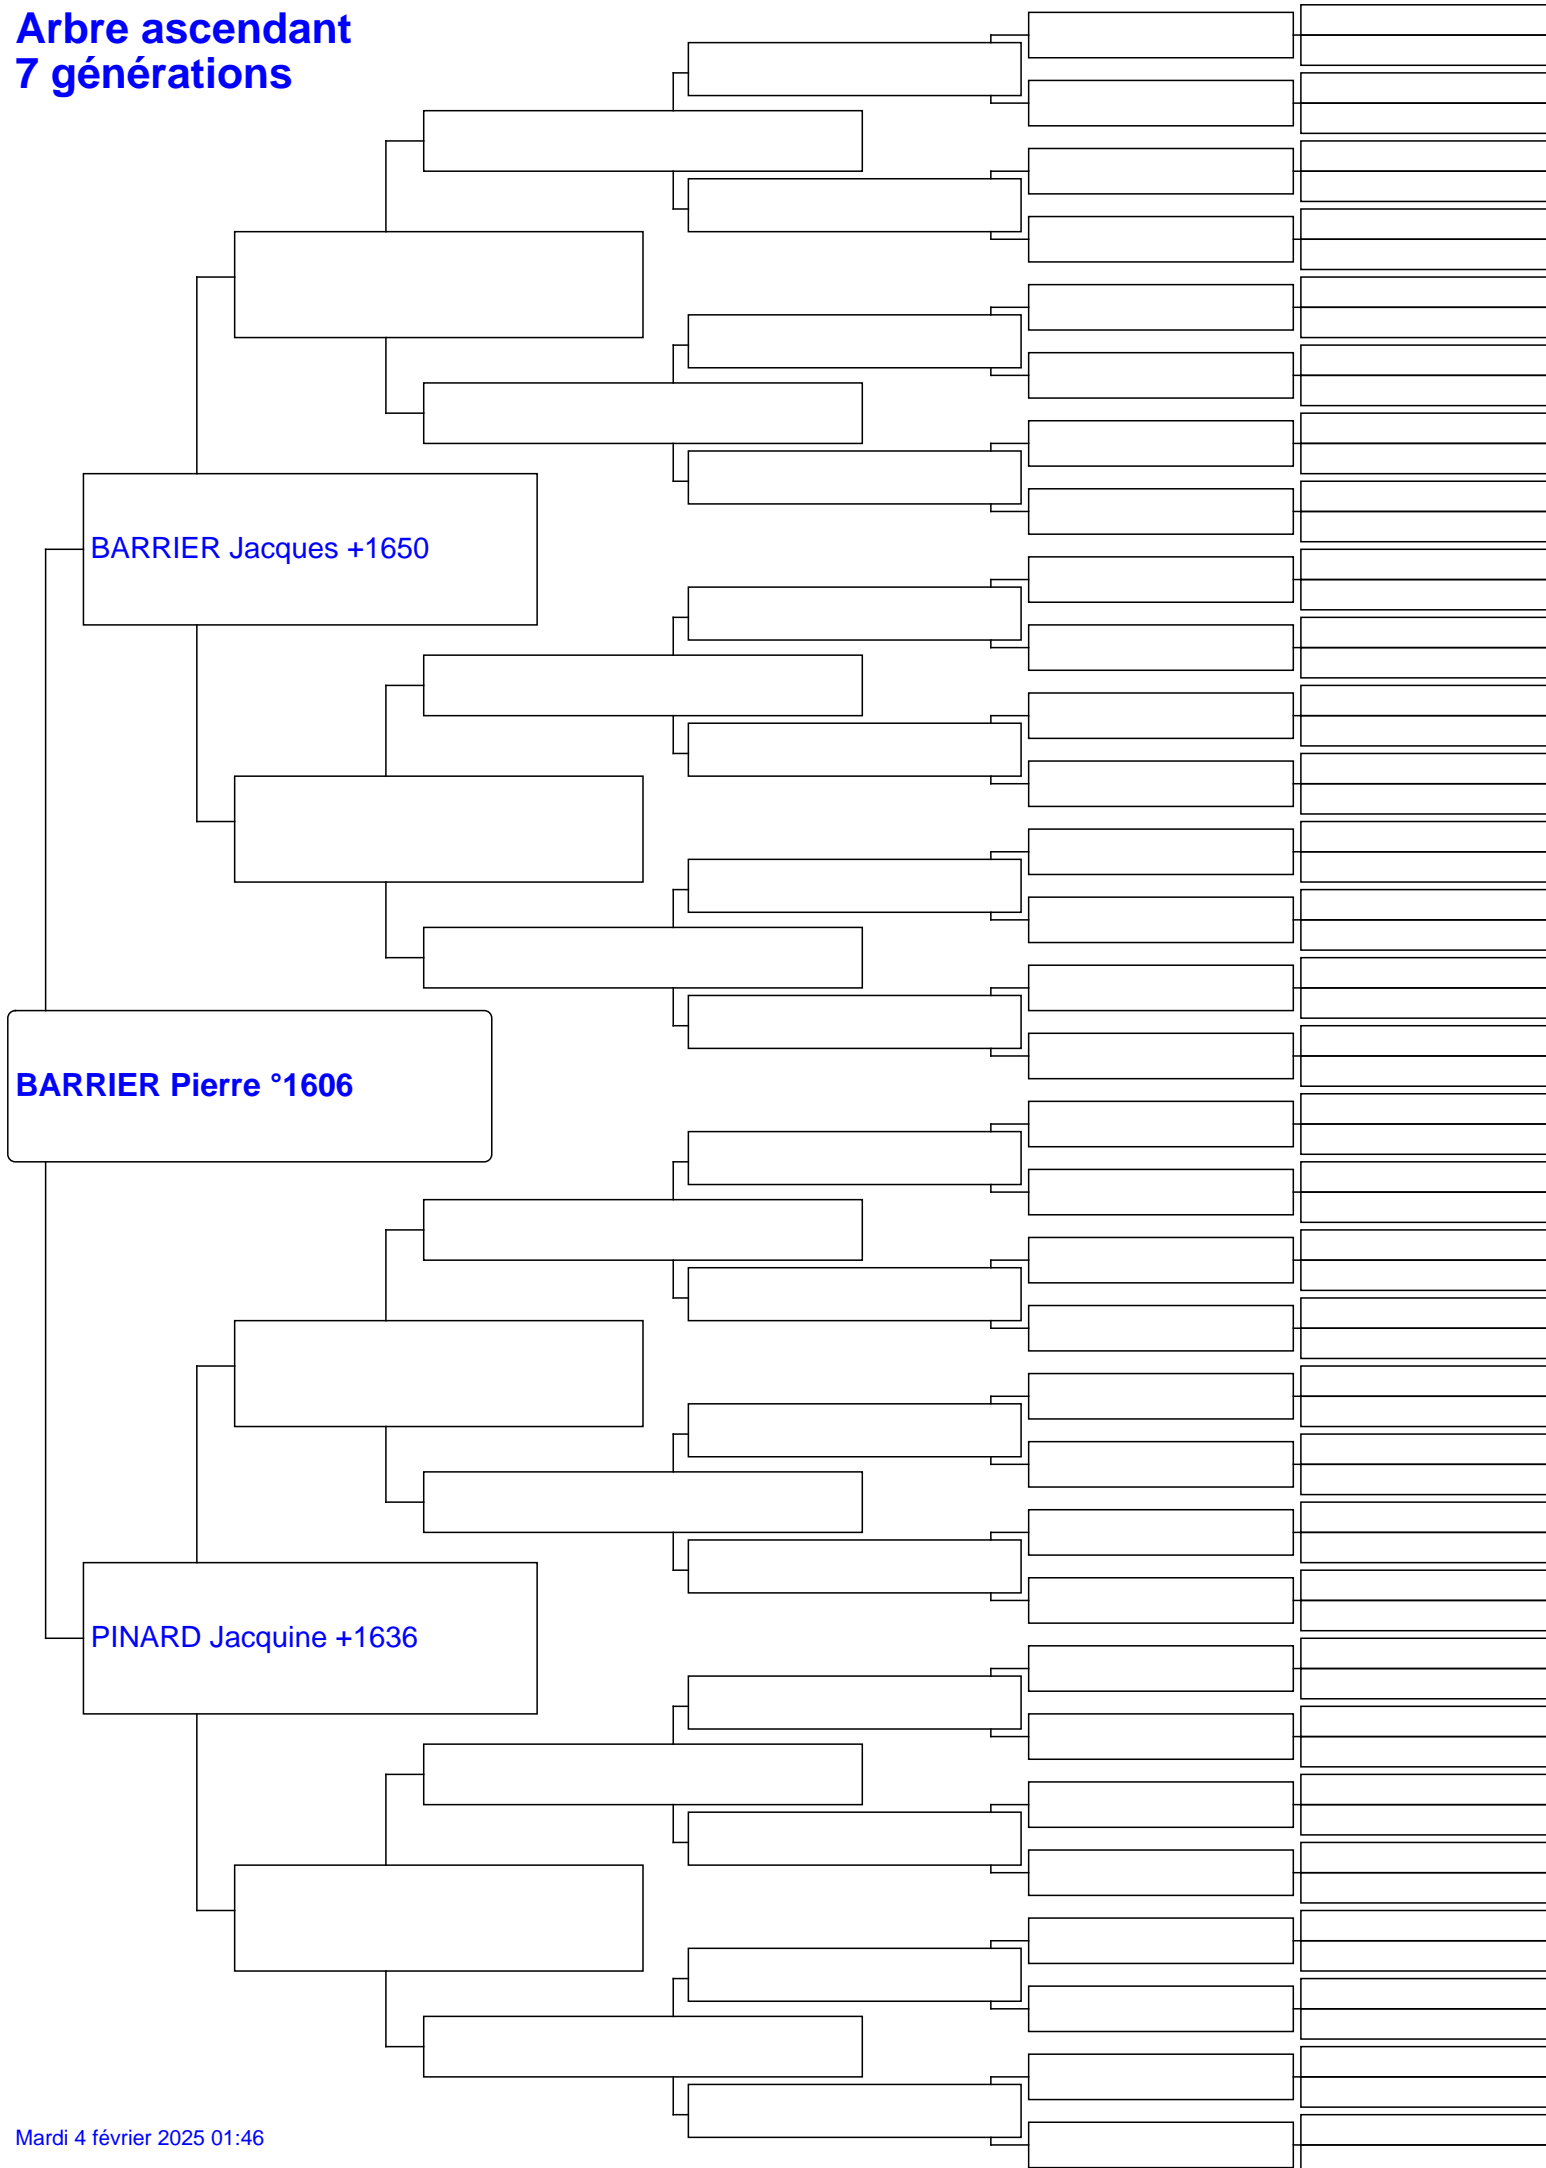 Arbre ascendant
7 générations
BARRIER Jacques +1650
BARRIER Pierre °1606
PINARD Jacquine +1636
Mardi 4 février 2025 01:46